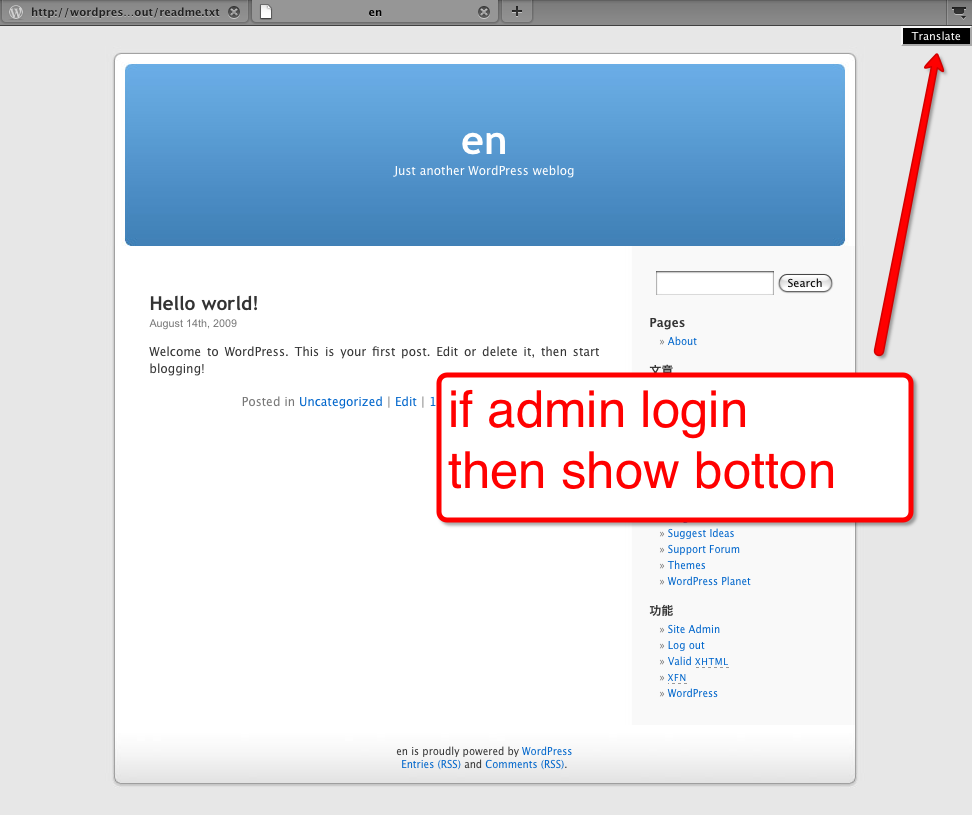 http://wordpres...out/readme.txt
en
Translate
en
Just another WordPress weblog
Search
Hello world!
August 14th, 2009
Welcome to WordPress. This is your first post. Edit or delete it, then start
blogging!
Posted in Uncategorized | Edit | 1
Pages
» About
文章
if admin login
then show botton
» Suggest Ideas
» Support Forum
» Themes
» WordPress Planet
功能
» Site Admin
» Log out
» Valid XHTML
» XFN
» WordPress
en is proudly powered by WordPress
Entries (RSS) and Comments (RSS).